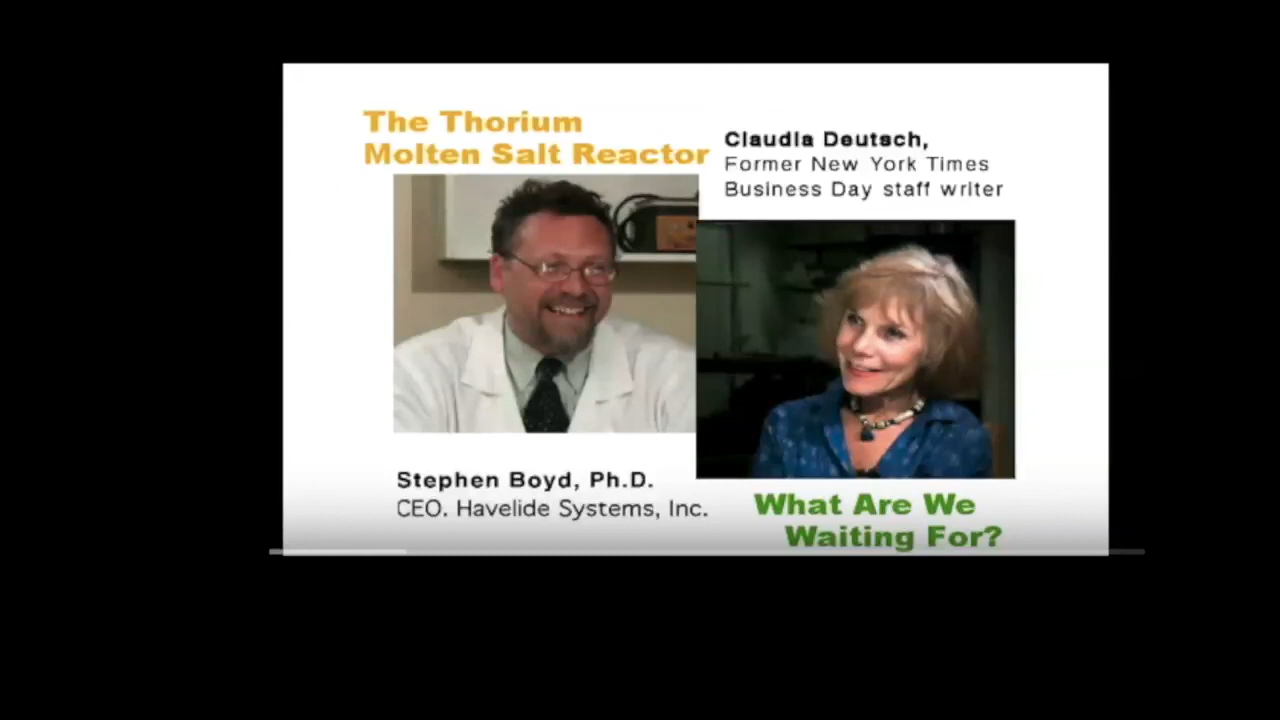 The Thorium
Molten Salt Reactor
Claudia Deutsch,
Former New York Times
Business Day staff writer
Stephen Boyd, Ph.D.
CEO. Havelide Systems, Inc.
What Are We
Waiting For?